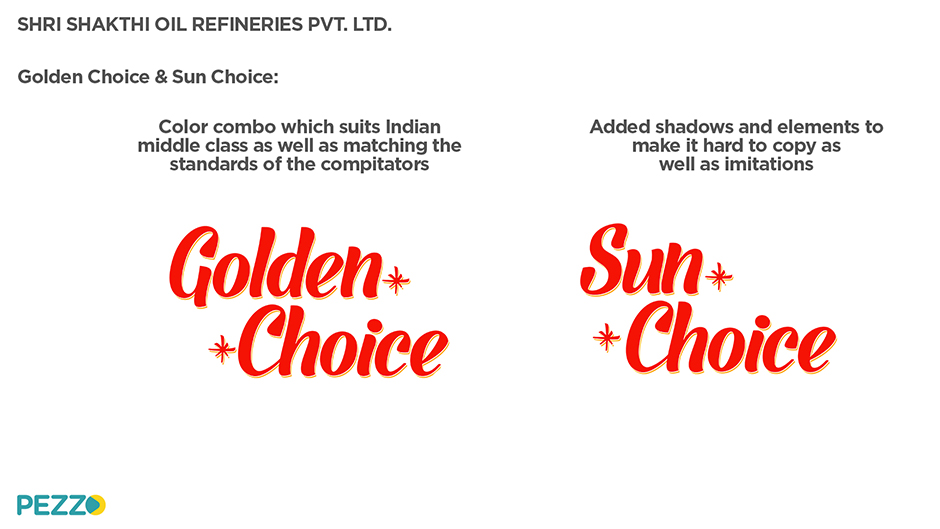 SHRI SHAKTHI OIL REFINERIES PVT. LTD.
Golden Choice & Sun Choice:
Color combo which suits Indian
middle class as well as matching the
standards of the compitators
Added shadows and elements to
make it hard to copy as
well as imitations
Golden
Choice
Sun
Choice
PEZZO